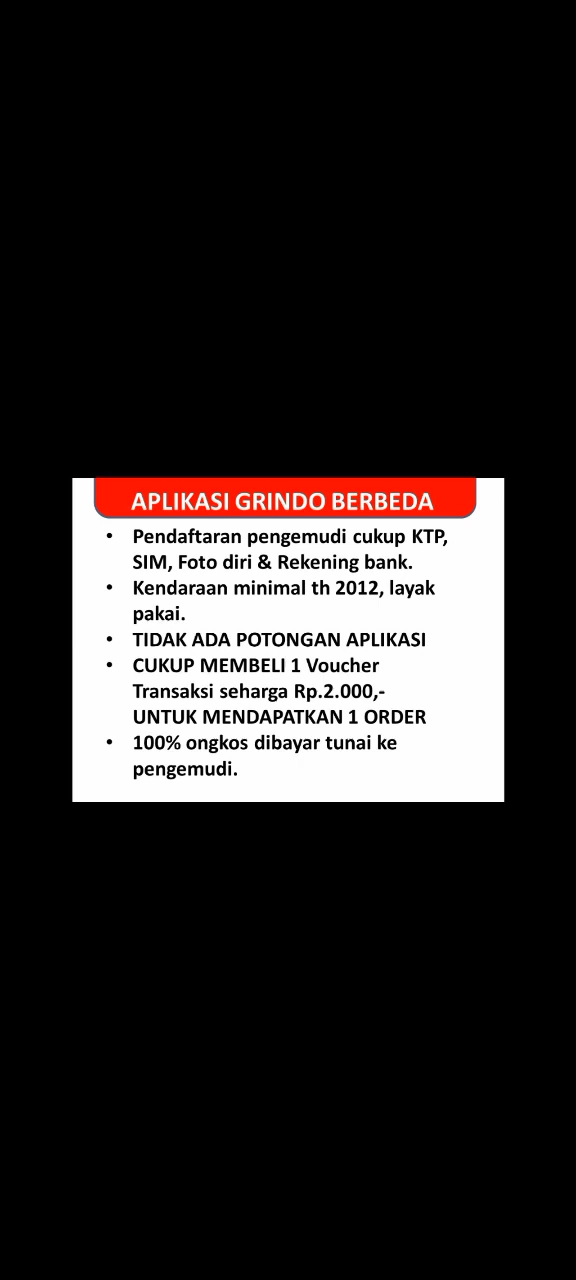 APLIKASI GRINDO BERBEDA
• Pendaftaran pengemudi cukup KTP,
SIM, Foto diri & Rekening bank.
• Kendaraan minimal th 2012, layak
pakai.
• TIDAK ADA POTONGAN APLIKASI
• CUKUP MEMBELI 1 Voucher
Transaksi seharga Rp.2.000,-
UNTUK MENDAPATKAN 1 ORDER
• 100% ongkos dibayar tunai ke
pengemudi.